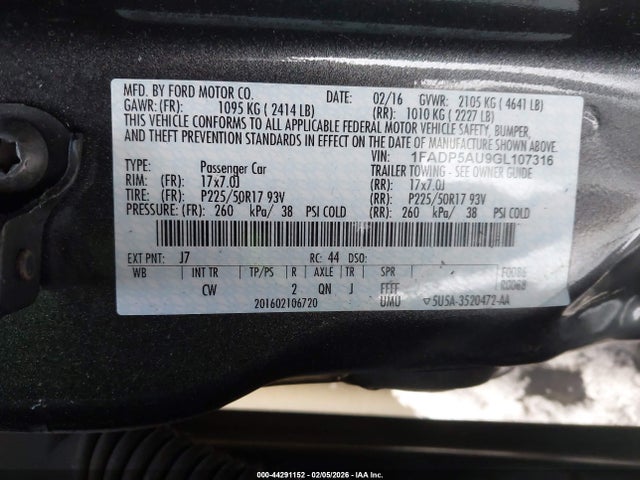 MFD. BY FORD MOTOR CO. DATE: 02/16 GVWR: 2105 KG ( 4641 LB)
GAWR: (FR): 1095 KG ( 2414 LB) (RR): 1010 KG ( 2227 LB)
THIS VEHICLE CONFORMS TO ALL APPLICABLE FEDERAL MOTOR VEHICLE SAFETY, BUMPER,
AND THEFT PREVENTION STANDARDS IN EFFECT ON THE DATE OF MANUFACTURE SHOWN ABOVE.
VIN: 1FADP5AU9GL107316
TYPE: Passenger Car TRAILER TOWING - SEE OWNER GUIDE
RIM: (FR): 17x7.0J (RR): 17x7.0J
TIRE: (FR): P225/50R17 93V (RR): P225/50R17 93V
PRESSURE: (FR): 260 kPa/ 38 PSI COLD (RR): 260 kPa/ 38 PSI COLD
EXT PNT: J7 RC: 44 DSO:
WB INT TR TP/PS R AXLE TR SPR F0086
CW 2 QN J FFFF R0068
201602106720 UMU 5U5A-3520472-AA
000-44291152 - 02/05/2026 - IAA Inc.